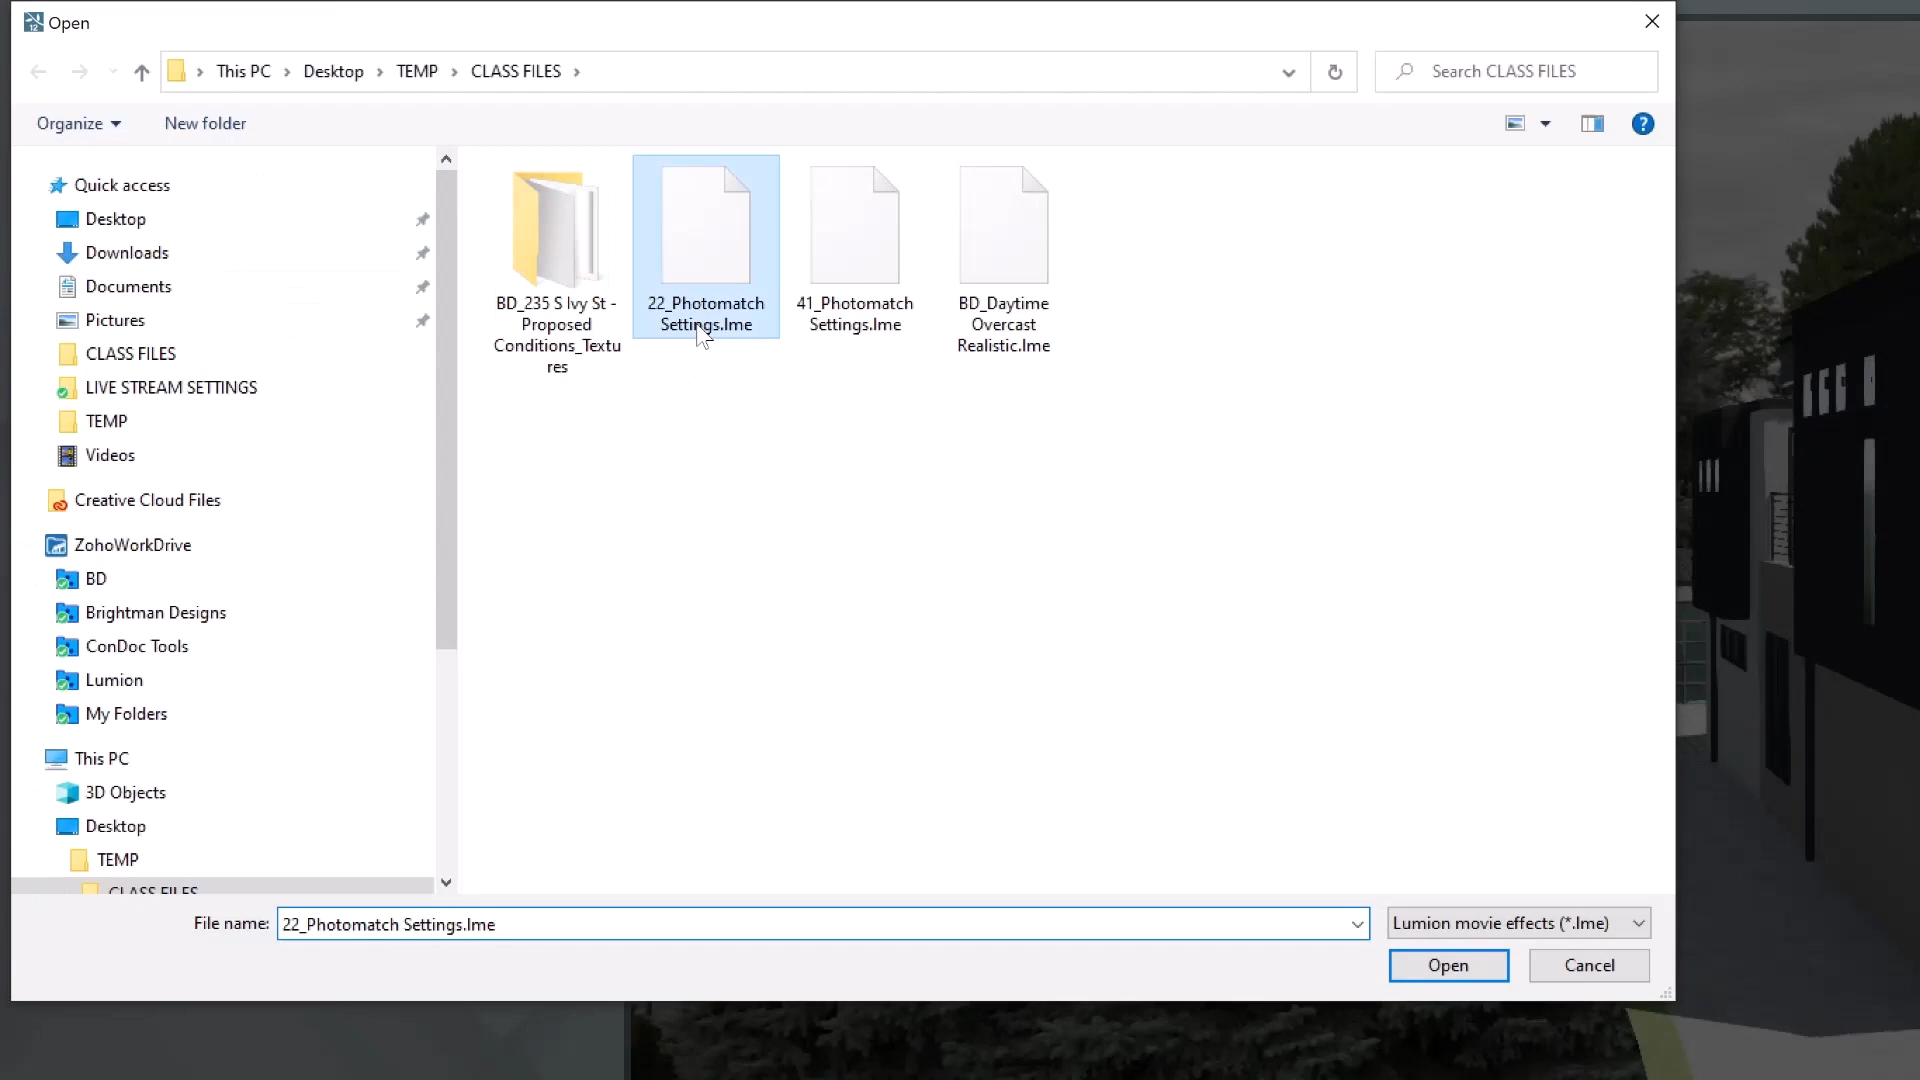 Open
This PC > Desktop > TEMP > CLASS FILES >
Search CLASS FILES
Organize
New folder
?
Quick access
Desktop
Downloads
Documents
Pictures
CLASS FILES
LIVE STREAM SETTINGS
TEMP
Videos
Creative Cloud Files
ZohoWorkDrive
BD
Brightman Designs
ConDoc Tools
Lumion
My Folders
This PC
3D Objects
Desktop
TEMP
CLASS FILES
BD_235 S Ivy St -
Proposed
Conditions_Textu
res
22_Photomatch
Settings.lme
41_Photomatch
Settings.lme
BD_Daytime
Overcast
Realistic.lme
File name:
22_Photomatch Settings.lme
Lumion movie effects (*.lme)
Open
Cancel